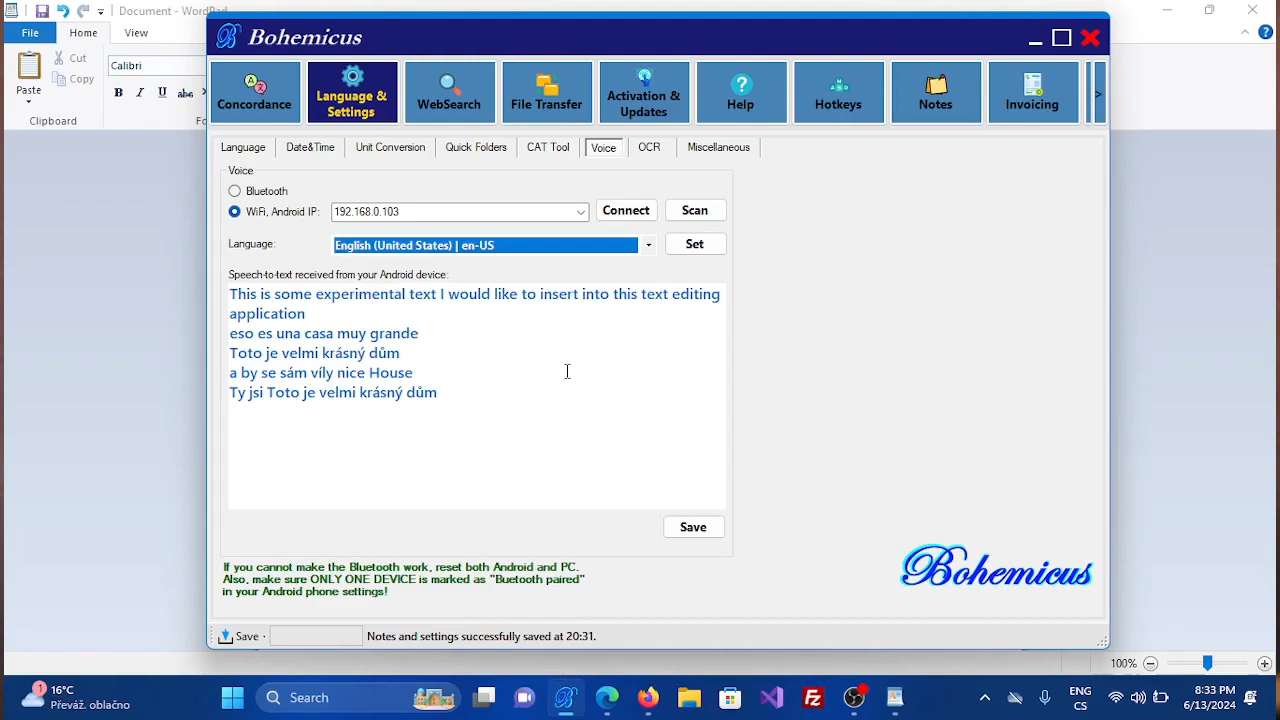 Document - WordPad
File
Home
View
Paste
Cut
Copy
Calibri
B I U abc
Clipboard
Bohemicus
Concordance
Language & Settings
WebSearch
File Transfer
Activation & Updates
Help
Hotkeys
Notes
Invoicing
>
Language
Date&Time
Unit Conversion
Quick Folders
CAT Tool
Voice
OCR
Miscellaneous
Voice
Bluetooth
WiFi, Android IP:
192.168.0.103
Connect
Scan
Language:
English (United States) | en-US
Set
Speech-to-text received from your Android device:
This is some experimental text I would like to insert into this text editing
application
eso es una casa muy grande
Toto je velmi krásný dům
a by se sám víly nice House
Ty jsi Toto je velmi krásný dům
Save
If you cannot make the Bluetooth work, reset both Android and PC.
Also, make sure ONLY ONE DEVICE is marked as "Buetooth paired"
in your Android phone settings!
Bohemicus
Save
Notes and settings successfully saved at 20:31.
100%
1
16°C
Převáž. oblačno
Search
ENG
CS
8:33 PM
6/13/2024